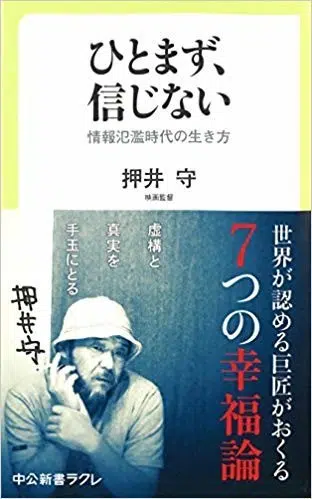 ひとまず、
信じない
情報氾濫時代の生き方
押井 守
映画監督
世界が認める巨匠がおくる
7つの幸福論
虚構と
真実を
手玉にとる
押井守
中公新書ラクレ